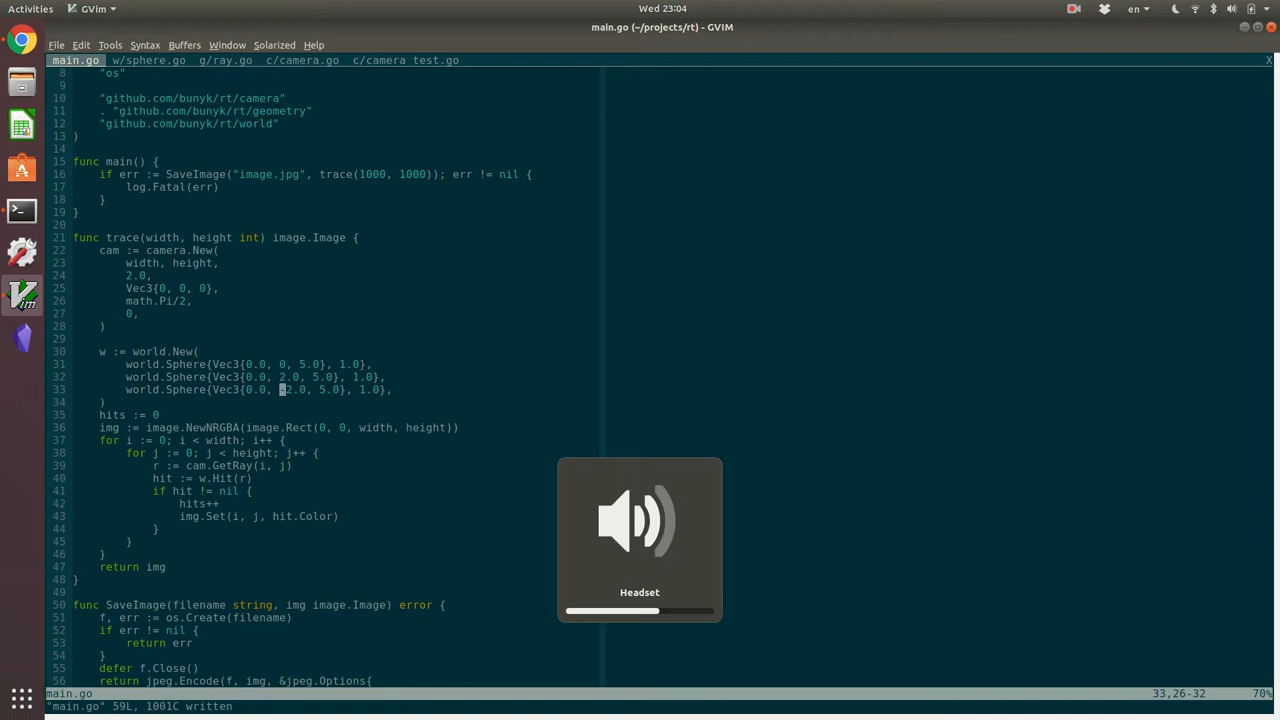 Activities
GVim
Wed 23:04
en
main.go (~/projects/rt) - GVIM
File Edit Tools Syntax Buffers Window Solarized Help
main.go w/sphere.go g/ray.go c/camera.go c/camera_test.go X
8 "os"
9
10 "github.com/bunyk/rt/camera"
11 . "github.com/bunyk/rt/geometry"
12 "github.com/bunyk/rt/world"
13 )
14
15 func main() {
16 if err := SaveImage("image.jpg", trace(1000, 1000)); err != nil {
17 log.Fatal(err)
18 }
19 }
20
21 func trace(width, height int) image.Image {
22 cam := camera.New(
23 width, height,
24 2.0,
25 Vec3{0, 0, 0},
26 math.Pi/2,
27 0,
28 )
29
30 w := world.New(
31 world.Sphere{Vec3{0.0, 0, 5.0}, 1.0},
32 world.Sphere{Vec3{0.0, 2.0, 5.0}, 1.0},
33 world.Sphere{Vec3{0.0, -2.0, 5.0}, 1.0},
34 )
35 hits := 0
36 img := image.NewNRGBA(image.Rect(0, 0, width, height))
37 for i := 0; i < width; i++ {
38 for j := 0; j < height; j++ {
39 r := cam.GetRay(i, j)
40 hit := w.Hit(r)
41 if hit != nil {
42 hits++
43 img.Set(i, j, hit.Color)
44 }
45 }
46 }
47 return img
48 }
49
50 func SaveImage(filename string, img image.Image) error {
51 f, err := os.Create(filename)
52 if err != nil {
53 return err
54 }
55 defer f.Close()
56 return jpeg.Encode(f, img, &jpeg.Options{
Headset
main.go 33,26-32 70%
"main.go" 59L, 1001C written